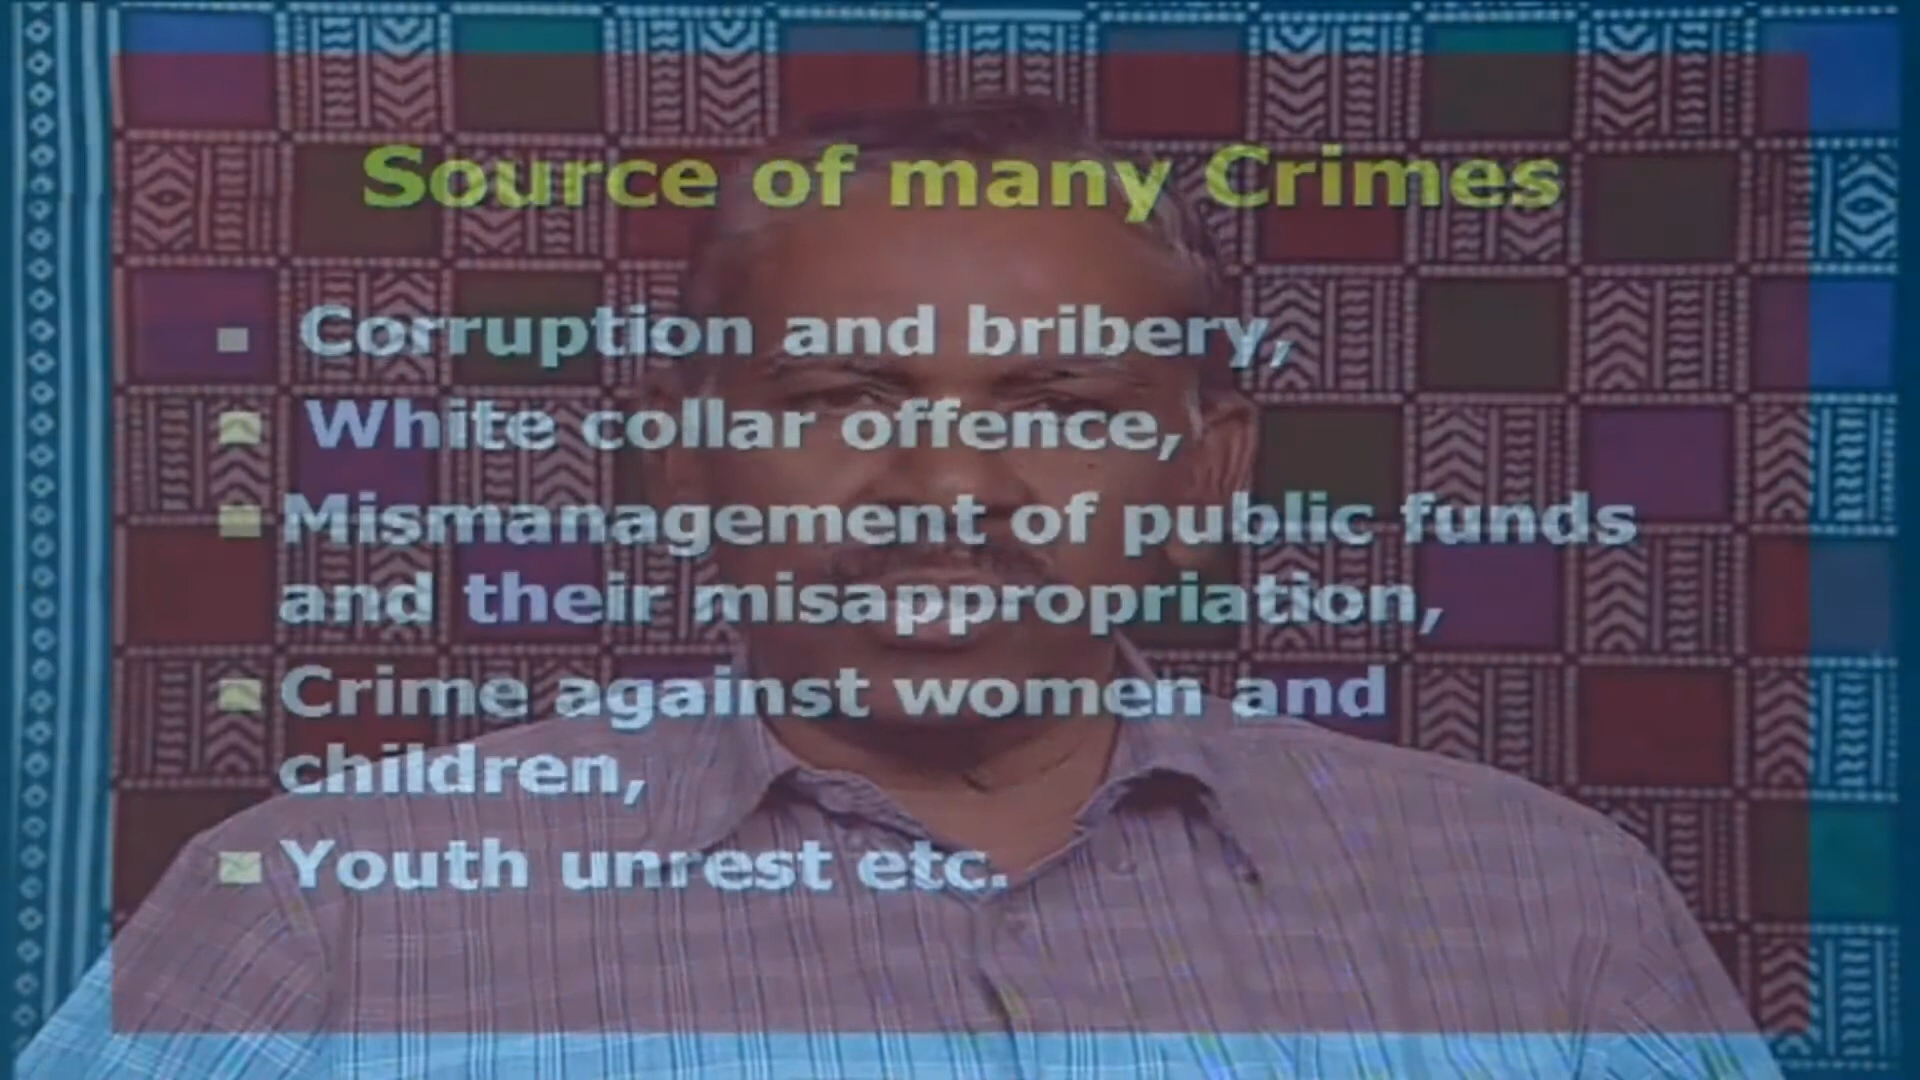 Source of many Crimes
Corruption and bribery,
White collar offence,
Mismanagement of public funds
and their misappropriation,
Crime against women and
children,
Youth unrest etc.